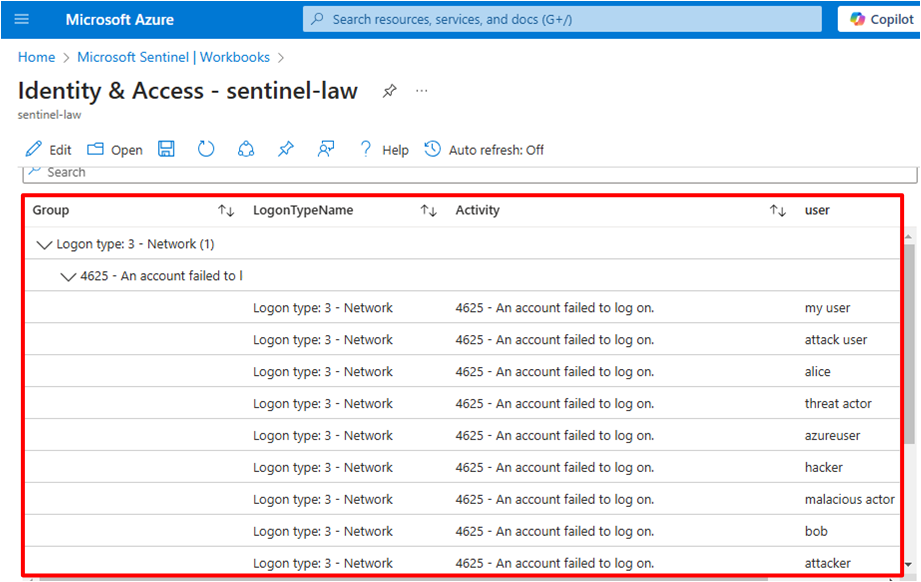 Microsoft Azure
Search resources, services, and docs (G+/)
Copilot
Home > Microsoft Sentinel | Workbooks >
Identity & Access - sentinel-law
sentinel-law
Edit Open Help Auto refresh: Off
Search
Group LogonTypeName Activity user
Logon type: 3 - Network (1)
4625 - An account failed to l
Logon type: 3 - Network 4625 - An account failed to log on. my user
Logon type: 3 - Network 4625 - An account failed to log on. attack user
Logon type: 3 - Network 4625 - An account failed to log on. alice
Logon type: 3 - Network 4625 - An account failed to log on. threat actor
Logon type: 3 - Network 4625 - An account failed to log on. azureuser
Logon type: 3 - Network 4625 - An account failed to log on. hacker
Logon type: 3 - Network 4625 - An account failed to log on. malacious actor
Logon type: 3 - Network 4625 - An account failed to log on. bob
Logon type: 3 - Network 4625 - An account failed to log on. attacker